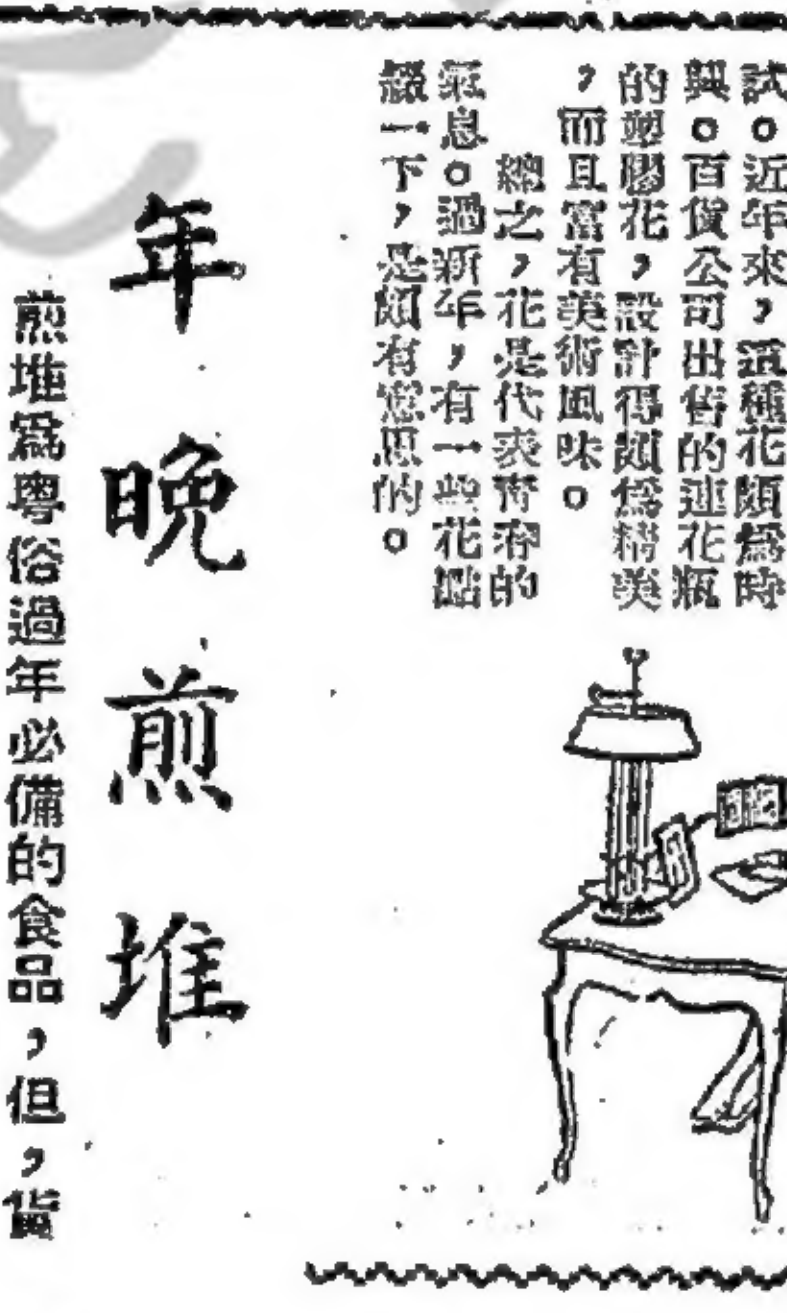 試。近年來，這種花頗爲時
興。百貨公司出售的連花瓶
的塑膠花，設計得頗爲精美
，而且富有美術風味。
總之，花是代表青春的
氣息。過新年，有一些花點
綴一下，是頗有意思的。
年晚煎堆
煎堆爲粵俗過年必備的食品，但，